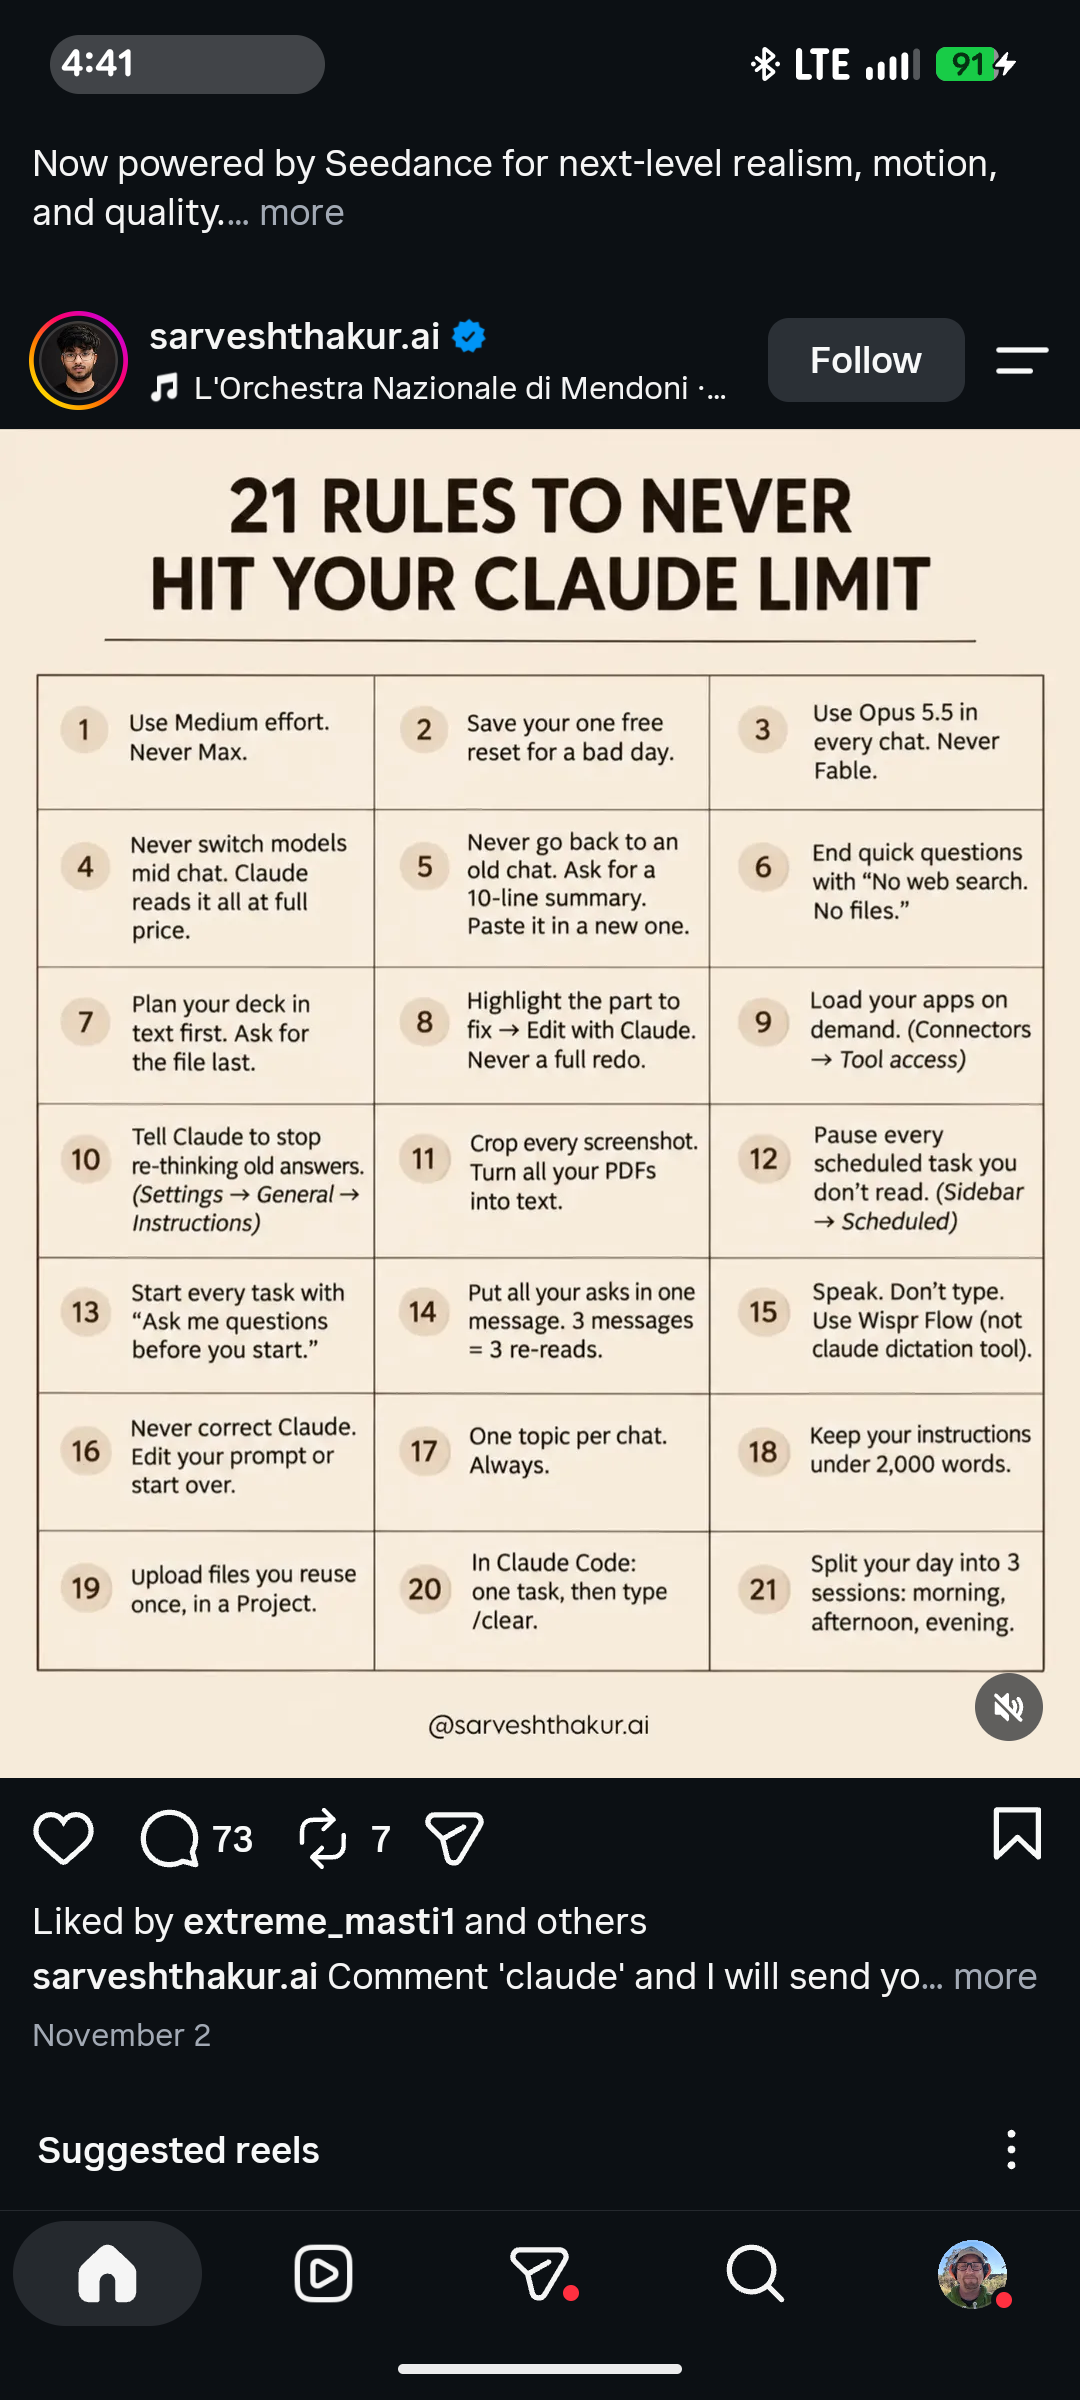 4:41
LTE
91
Now powered by Seedance for next-level realism, motion,
and quality.... more
sarveshthakur.ai
L'Orchestra Nazionale di Mendoni ·...
Follow
21 RULES TO NEVER
HIT YOUR CLAUDE LIMIT
1
Use Medium effort.
Never Max.
2
Save your one free
reset for a bad day.
3
Use Opus 5.5 in
every chat. Never
Fable.
4
Never switch models
mid chat. Claude
reads it all at full
price.
5
Never go back to an
old chat. Ask for a
10-line summary.
Paste it in a new one.
6
End quick questions
with “No web search.
No files.”
7
Plan your deck in
text first. Ask for
the file last.
8
Highlight the part to
fix → Edit with Claude.
Never a full redo.
9
Load your apps on
demand. (Connectors
→ Tool access)
10
Tell Claude to stop
re-thinking old answers.
(Settings → General →
Instructions)
11
Crop every screenshot.
Turn all your PDFs
into text.
12
Pause every
scheduled task you
don’t read. (Sidebar
→ Scheduled)
13
Start every task with
“Ask me questions
before you start.”
14
Put all your asks in one
message. 3 messages
= 3 re-reads.
15
Speak. Don’t type.
Use Wispr Flow (not
claude dictation tool).
16
Never correct Claude.
Edit your prompt or
start over.
17
One topic per chat.
Always.
18
Keep your instructions
under 2,000 words.
19
Upload files you reuse
once, in a Project.
20
In Claude Code:
one task, then type
/clear.
21
Split your day into 3
sessions: morning,
afternoon, evening.
@sarveshthakur.ai
73
7
Liked by extreme_masti1 and others
sarveshthakur.ai Comment 'claude' and I will send yo... more
November 2
Suggested reels